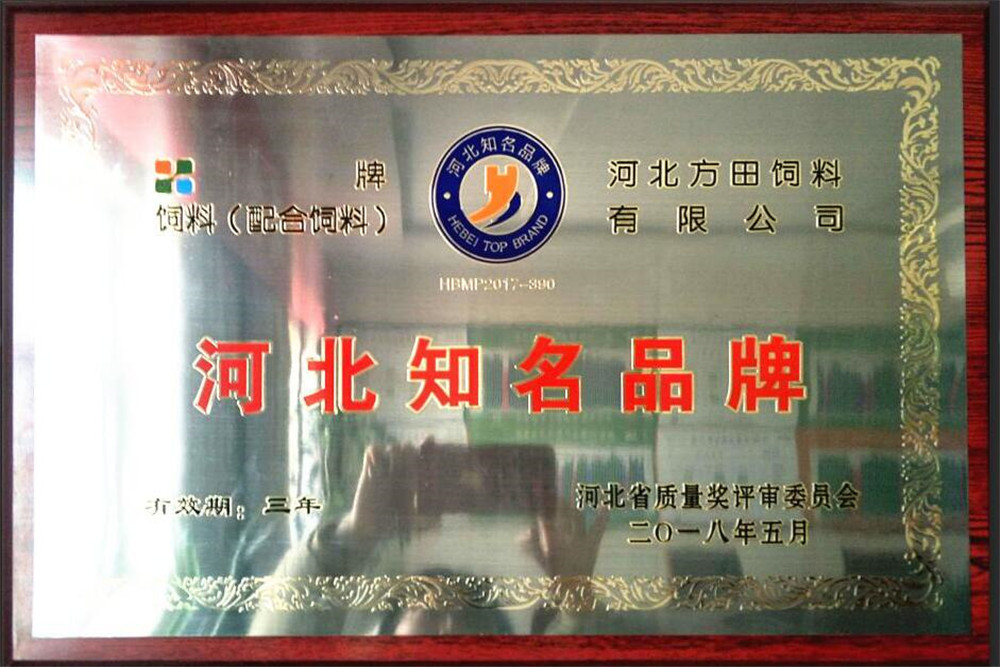 牌
饲料（配合饲料）
河北知名品牌
HEBEI TOP BRAND
河北方田饲料
有限公司
HBMP2017-890
河北知名品牌
有效期：三年
河北省质量奖评审委员会
二〇一八年五月